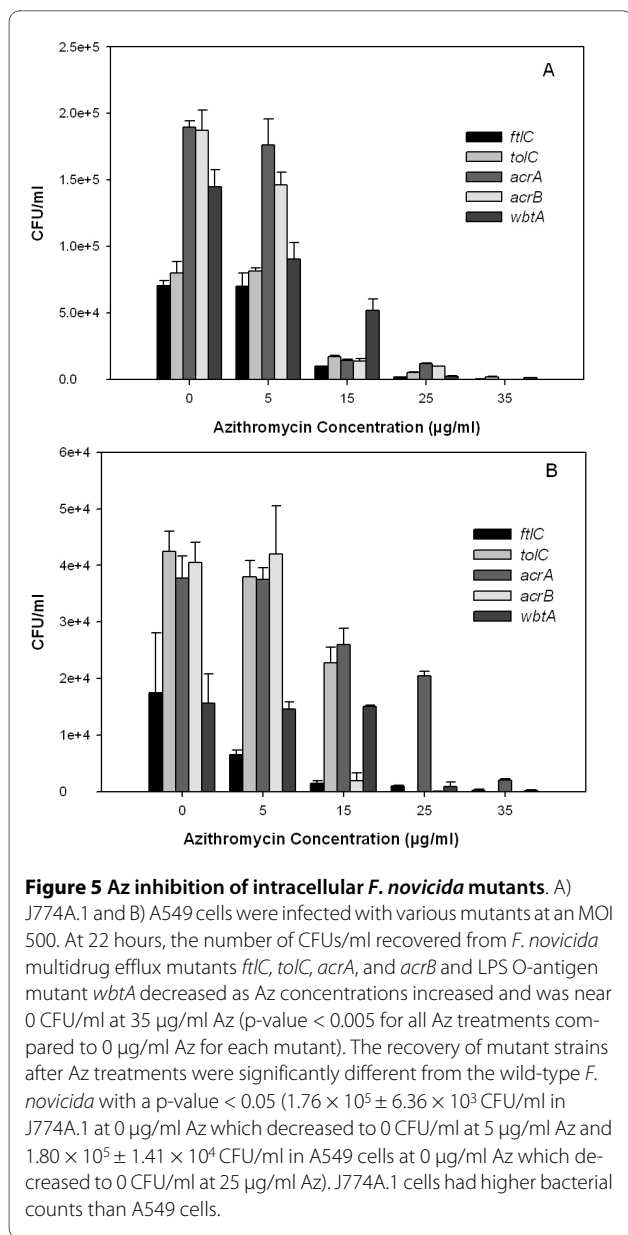 2.5e+5
A
2.0e+5
1.5e+5
1.0e+5
5.0e+4
0.0
CFU/ml
ftlC
tolC
acrA
acrB
wbtA
0 5 15 25 35
Azithromycin Concentration (µg/ml)
6e+4
B
5e+4
4e+4
3e+4
2e+4
1e+4
0
CFU/ml
ftlC
tolC
acrA
acrB
wbtA
0 5 15 25 35
Azithromycin Concentration (µg/ml)
Figure 5 Az inhibition of intracellular F. novicida mutants. A)
J774A.1 and B) A549 cells were infected with various mutants at an MOI
500. At 22 hours, the number of CFUs/ml recovered from F. novicida
multidrug efflux mutants ftlC, tolC, acrA, and acrB and LPS O-antigen
mutant wbtA decreased as Az concentrations increased and was near
0 CFU/ml at 35 µg/ml Az (p-value < 0.005 for all Az treatments com-
pared to 0 µg/ml Az for each mutant). The recovery of mutant strains
after Az treatments were significantly different from the wild-type F.
novicida with a p-value < 0.05 (1.76 × 10⁵ ± 6.36 × 10³ CFU/ml in
J774A.1 at 0 µg/ml Az which decreased to 0 CFU/ml at 5 µg/ml Az and
1.80 × 10⁵ ± 1.41 × 10⁴ CFU/ml in A549 cells at 0 µg/ml Az which de-
creased to 0 CFU/ml at 25 µg/ml Az). J774A.1 cells had higher bacterial
counts than A549 cells.